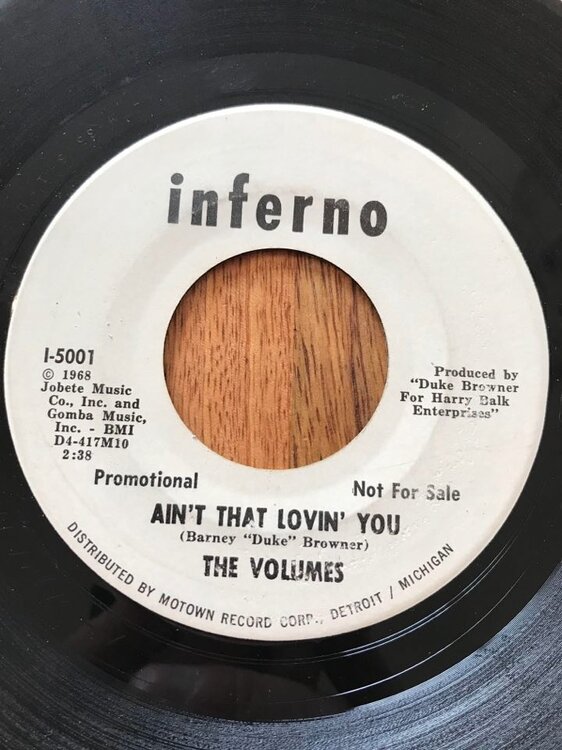 inferno
I-5001
© 1968
Jobete Music
Co., Inc. and
Gomba Music,
Inc. - BMI
D4-417M10
2:38
Produced by
"Duke Browner
For Harry Balk
Enterprises"
Promotional
Not For Sale
AIN'T THAT LOVIN' YOU
(Barney "Duke" Browner)
THE VOLUMES
DISTRIBUTED BY MOTOWN RECORD CORP., DETROIT / MICHIGAN